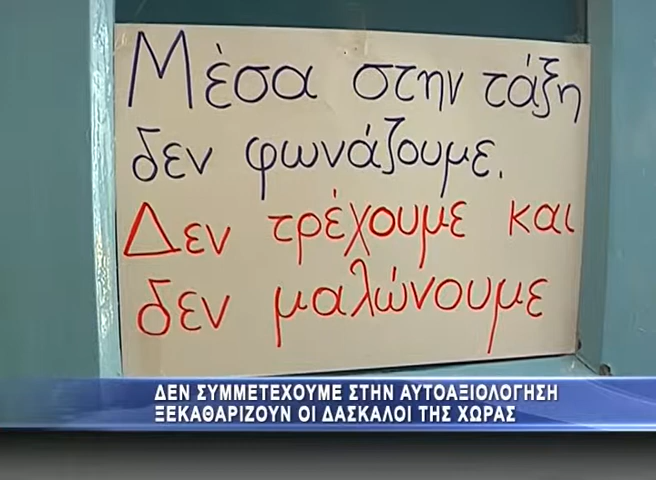 Μέσα στην τάξη
δεν φωνάζουμε.
Δεν τρέχουμε και
δεν μαλώνουμε
ΔΕΝ ΣΥΜΜΕΤΕΧΟΥΜΕ ΣΤΗΝ ΑΥΤΟΑΞΙΟΛΟΓΗΣΗ
ΞΕΚΑΘΑΡΙΖΟΥΝ ΟΙ ΔΑΣΚΑΛΟΙ ΤΗΣ ΧΩΡΑΣ